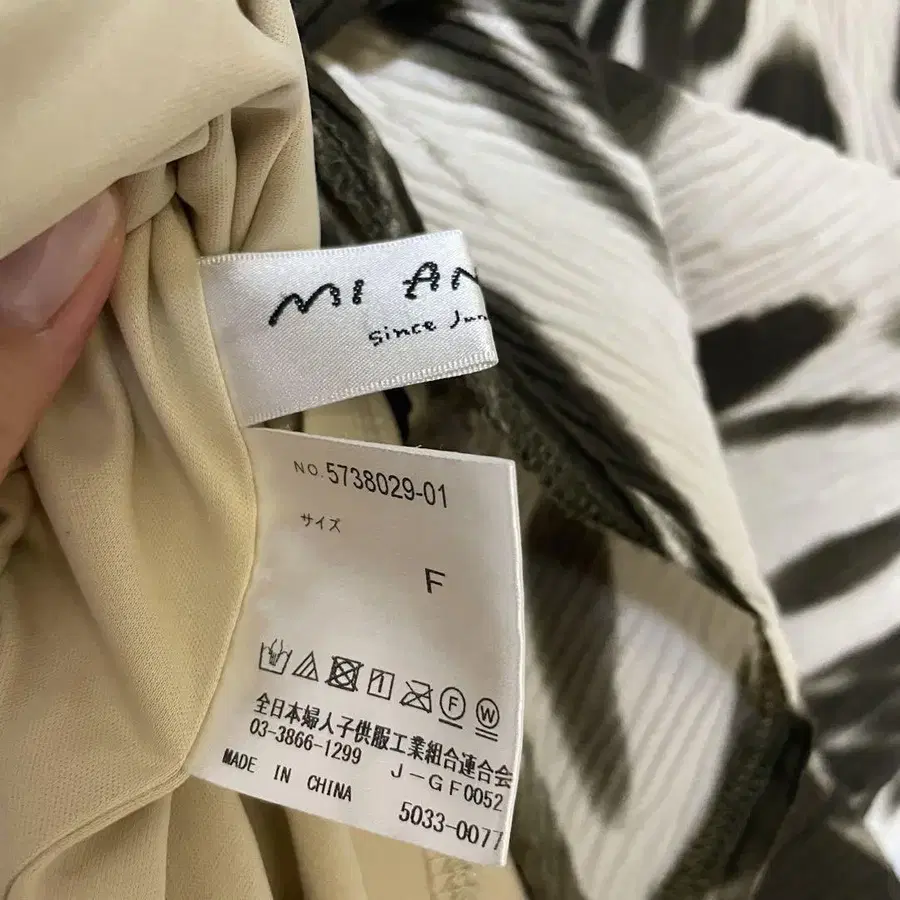 MI AN
since Jun
NO. 5738029-01
サイズ
F
F W
全日本婦人子供服工業組合連合会
03-3866-1299 J-GF0052
MADE IN CHINA
5033-0077